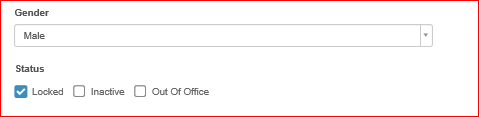 Gender
Male
Status
Locked Inactive Out Of Office